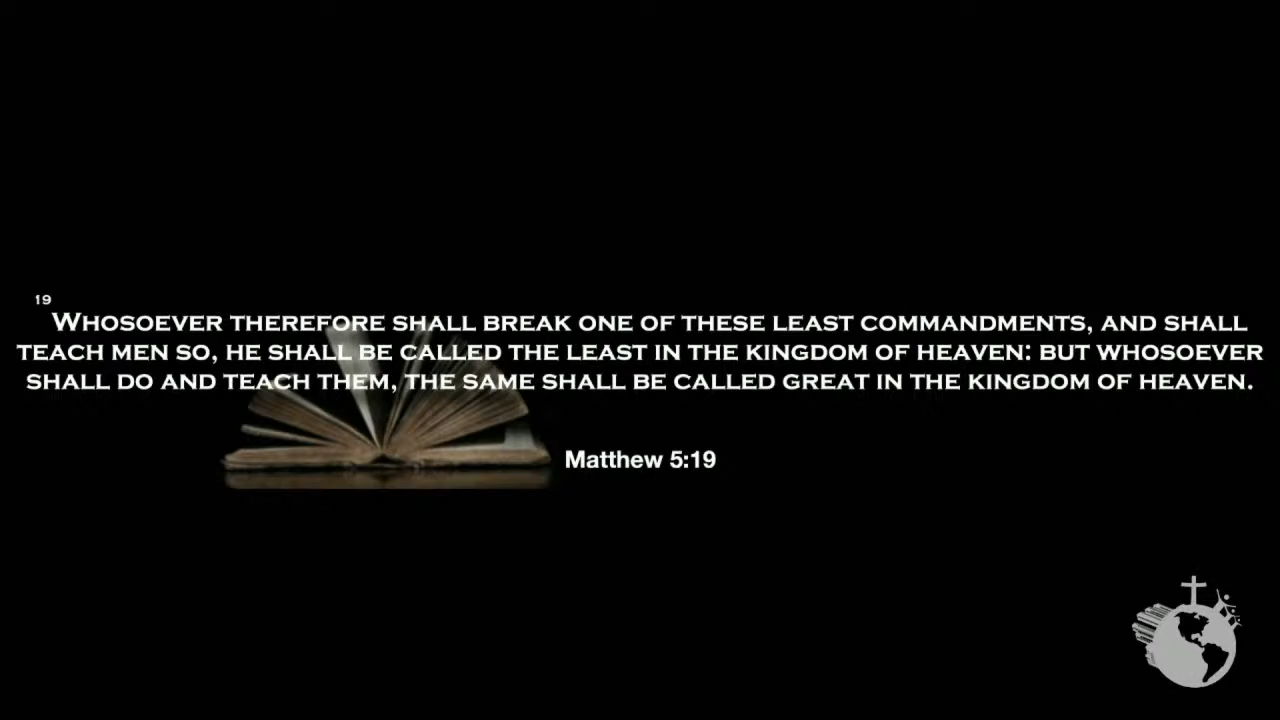 19
Whosoever therefore shall break one of these least commandments, and shall
teach men so, he shall be called the least in the kingdom of heaven: but whosoever
shall do and teach them, the same shall be called great in the kingdom of heaven.
Matthew 5:19